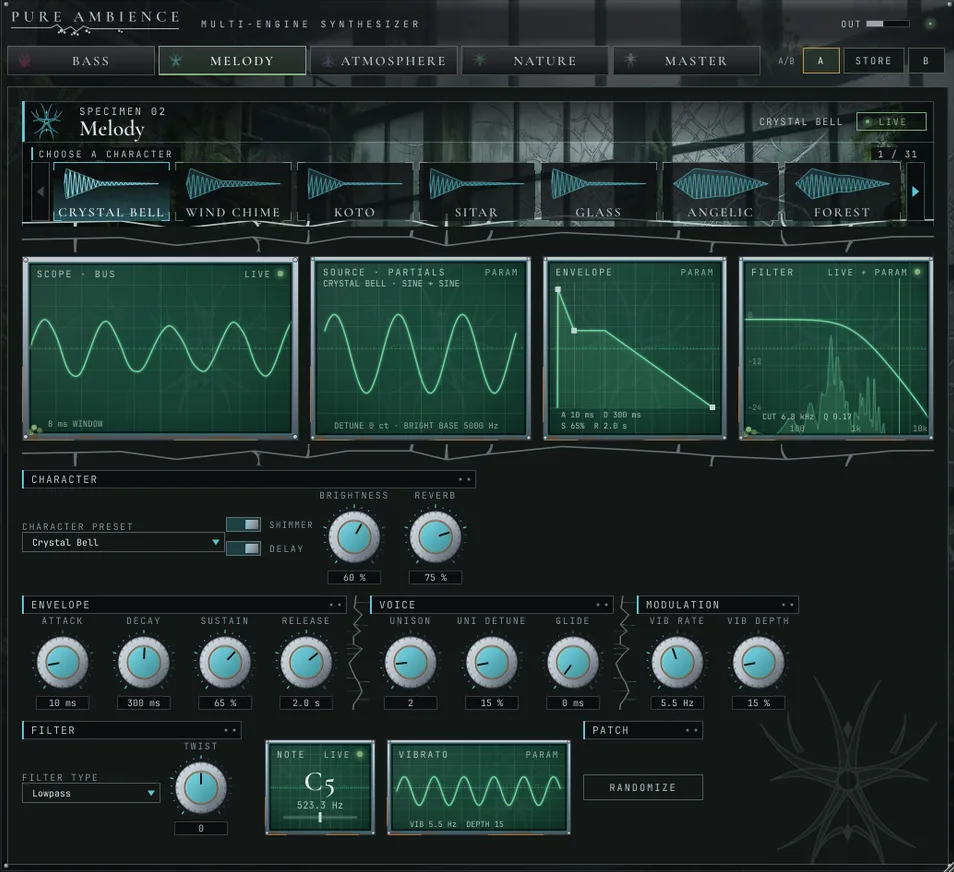 PURE AMBIENCE
MULTI-ENGINE SYNTHESIZER
OUT
BASS
MELODY
ATMOSPHERE
NATURE
MASTER
A/B
A
STORE
B
SPECIMEN 02
Melody
CRYSTAL BELL
LIVE
CHOOSE A CHARACTER
1 / 31
CRYSTAL BELL
WIND CHIME
KOTO
SITAR
GLASS
ANGELIC
FOREST
SCOPE · BUS
LIVE
8 ms WINDOW
SOURCE · PARTIALS
PARAM
CRYSTAL BELL · SINE + SINE
DETUNE 0 ct · BRIGHT BASE 5000 Hz
ENVELOPE
PARAM
A 10 ms D 300 ms
S 65% R 2.0 s
FILTER
LIVE + PARAM
0
-12
-24
CUT 6.8 kHz Q 0.17
100
1k
10k
CHARACTER
CHARACTER PRESET
Crystal Bell
SHIMMER
DELAY
BRIGHTNESS
60 %
REVERB
75 %
ENVELOPE
ATTACK
DECAY
SUSTAIN
RELEASE
10 ms
300 ms
65 %
2.0 s
VOICE
UNISON
UNI DETUNE
GLIDE
2
15 %
0 ms
MODULATION
VIB RATE
VIB DEPTH
5.5 Hz
15 %
FILTER
FILTER TYPE
Lowpass
TWIST
0
NOTE
LIVE
C5
523.3 Hz
VIBRATO
PARAM
VIB 5.5 Hz DEPTH 15
PATCH
RANDOMIZE